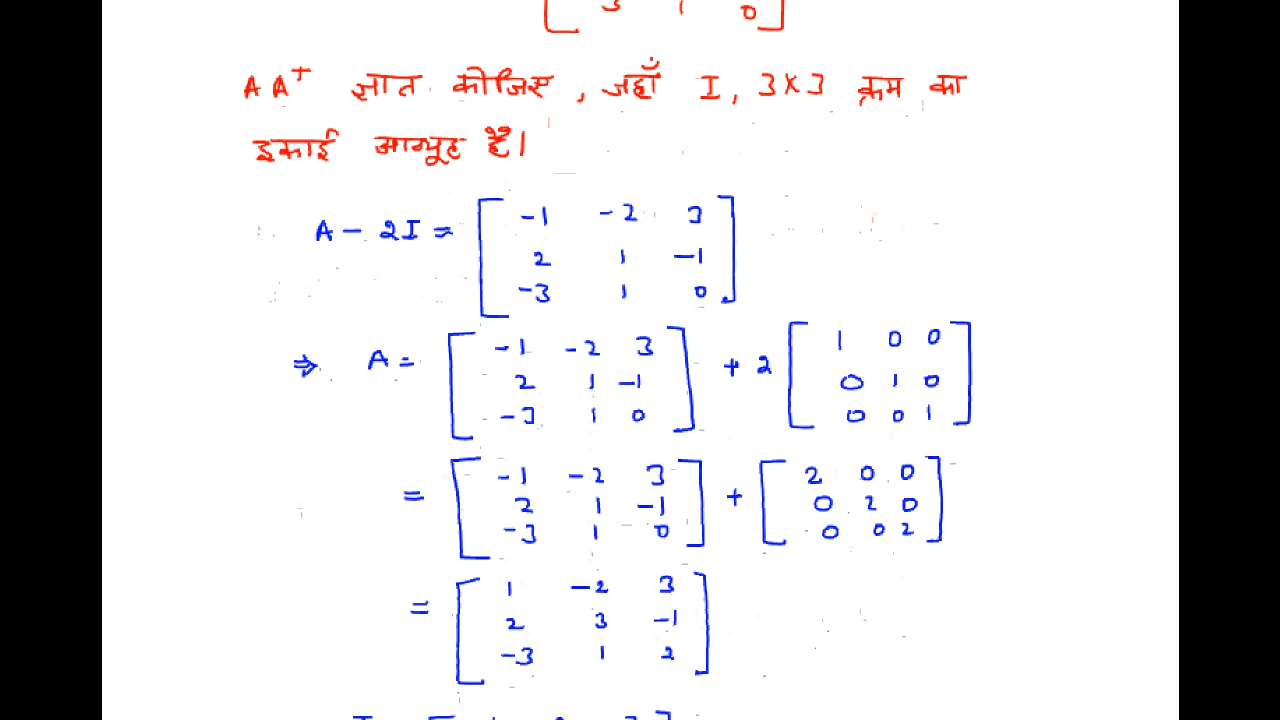 0
A A^T ज्ञात कीजिए, जहाँ I, 3×3 क्रम का
इकाई आव्यूह है।
A - 2I = [ -1 -2 3
2 1 -1
-3 1 0 ]
⇒ A = [ -1 -2 3 ] + 2 [ 1 0 0 ]
2 1 -1 0 1 0
-3 1 0 0 0 1
= [ -1 -2 3 ] + [ 2 0 0 ]
2 1 -1 0 2 0
-3 1 0 0 0 2
= [ 1 -2 3
2 3 -1
-3 1 2 ]